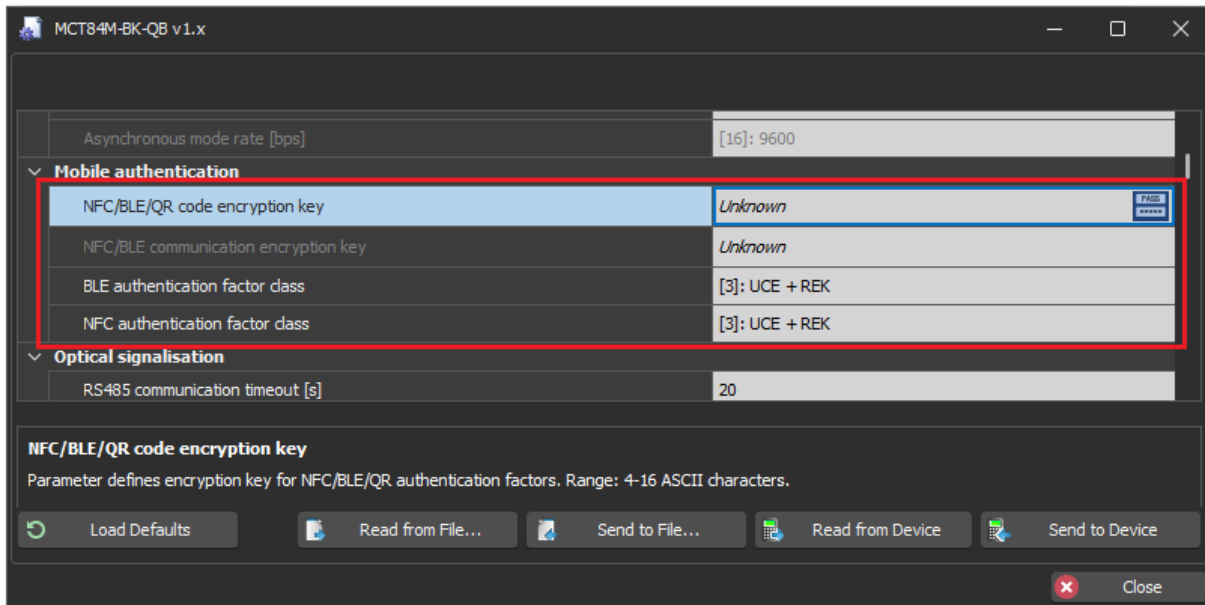 MCT84M-BK-QB v1.x
Asynchronous mode rate [bps] [16]: 9600
Mobile authentication
NFC/BLE/QR code encryption key Unknown PASS *****
NFC/BLE communication encryption key Unknown
BLE authentication factor class [3]: UCE + REK
NFC authentication factor class [3]: UCE + REK
Optical signalisation
RS485 communication timeout [s] 20
NFC/BLE/QR code encryption key
Parameter defines encryption key for NFC/BLE/QR authentication factors. Range: 4-16 ASCII characters.
Load Defaults Read from File... Send to File... Read from Device Send to Device
Close